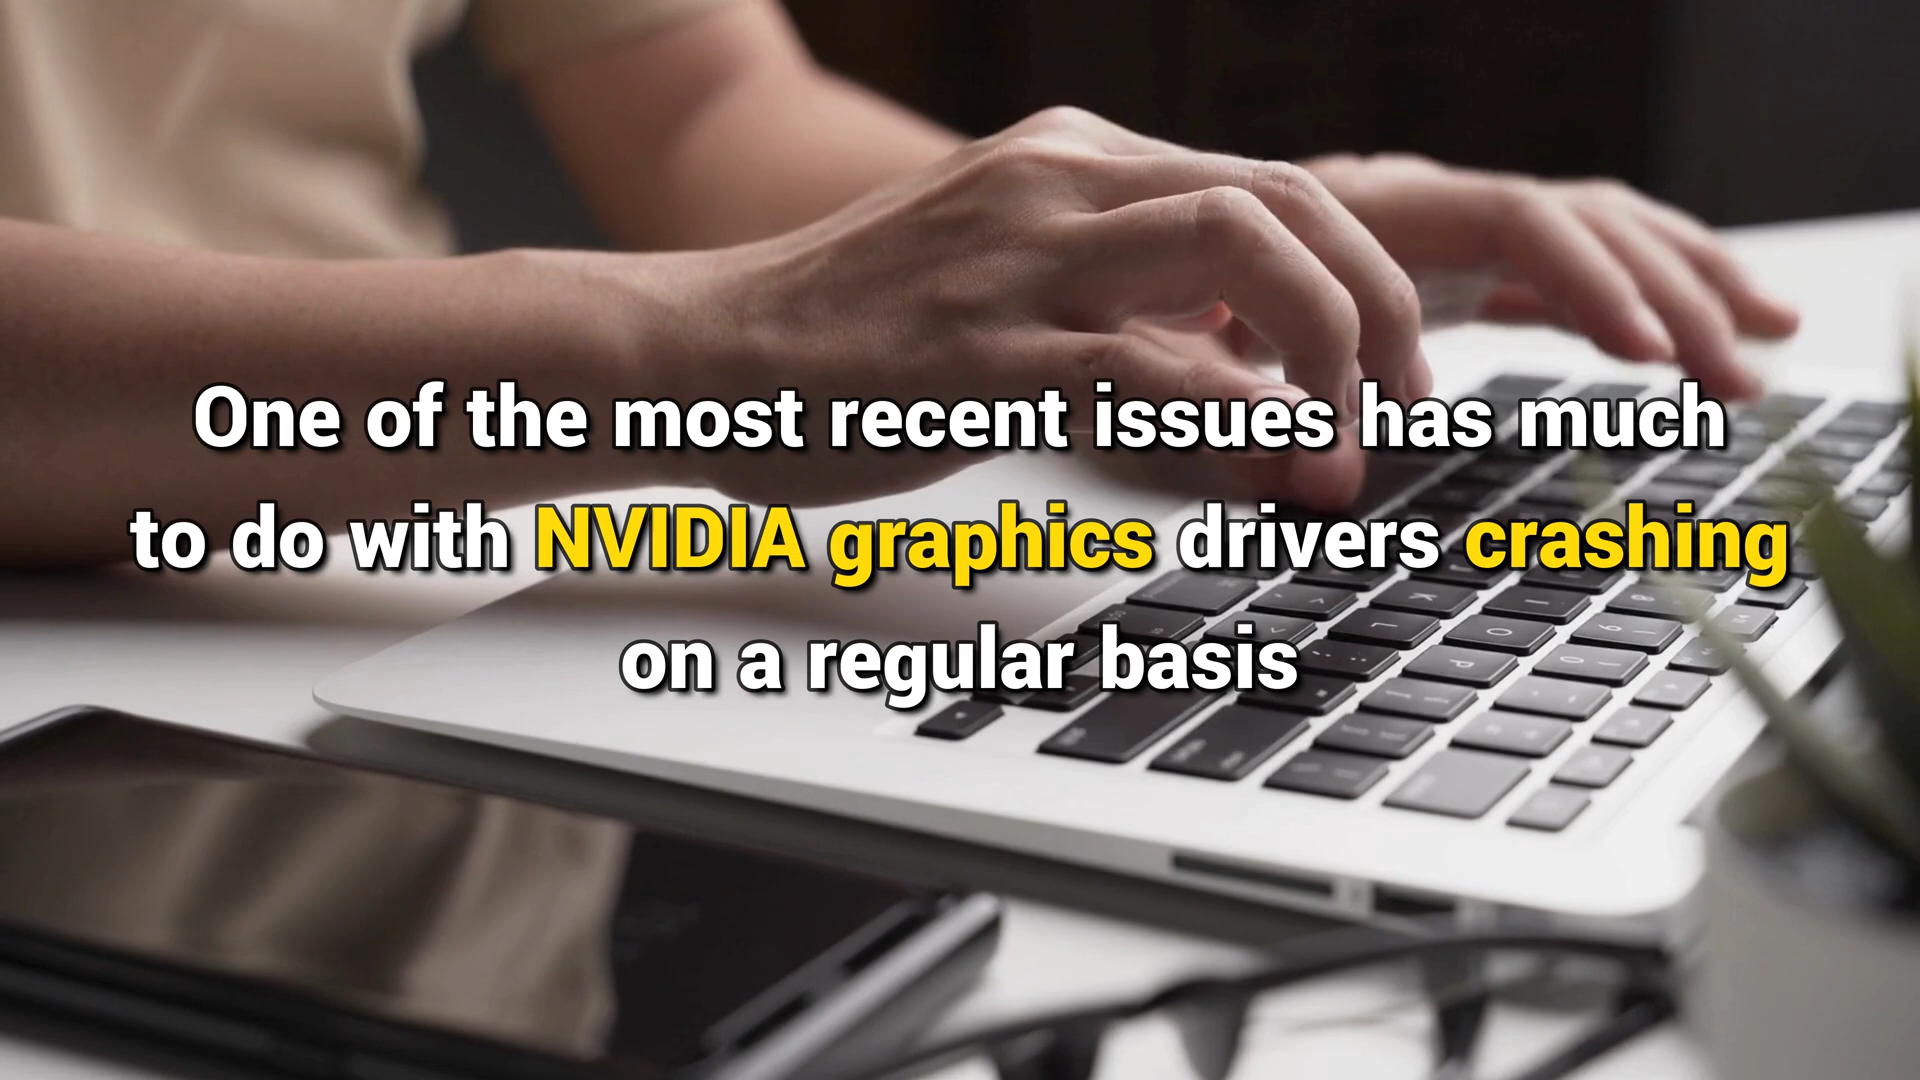 One of the most recent issues has much
to do with NVIDIA graphics drivers crashing
on a regular basis